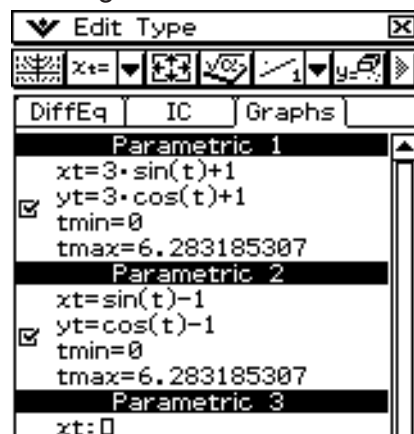 Edit Type
xt= y=
DiffEq IC Graphs
Parametric 1
xt=3·sin(t)+1
yt=3·cos(t)+1
tmin=0
tmax=6.283185307
Parametric 2
xt=sin(t)-1
yt=cos(t)-1
tmin=0
tmax=6.283185307
Parametric 3
xt: